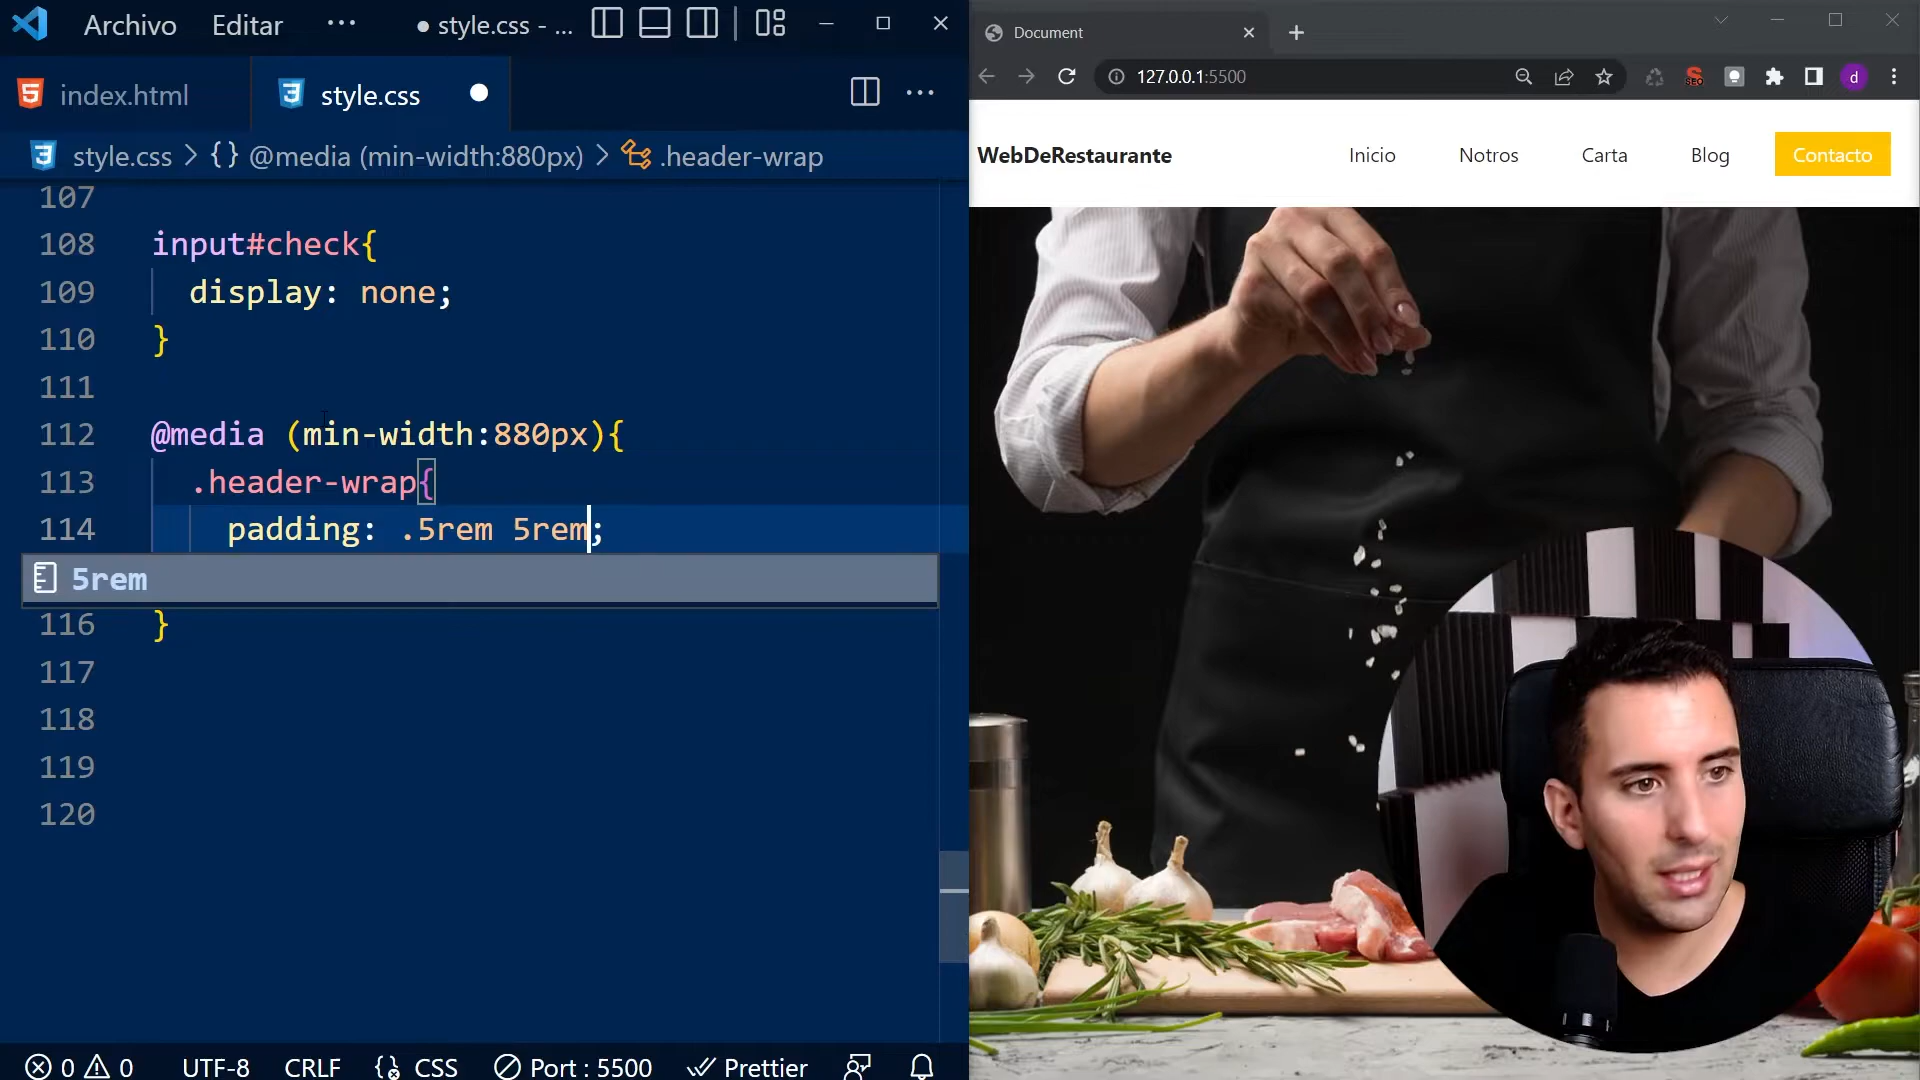 Archivo Editar ··· ● style.css - ...
index.html style.css
style.css > {} @media (min-width:880px) > .header-wrap
107
108 input#check{
109 display: none;
110 }
111
112 @media (min-width:880px){
113 .header-wrap{
114 padding: .5rem 5rem;
5rem
116 }
117
118
119
120
0 0 UTF-8 CRLF CSS Port : 5500 Prettier
Document
127.0.0.1:5500
SEO
d
WebDeRestaurante Inicio Notros Carta Blog Contacto